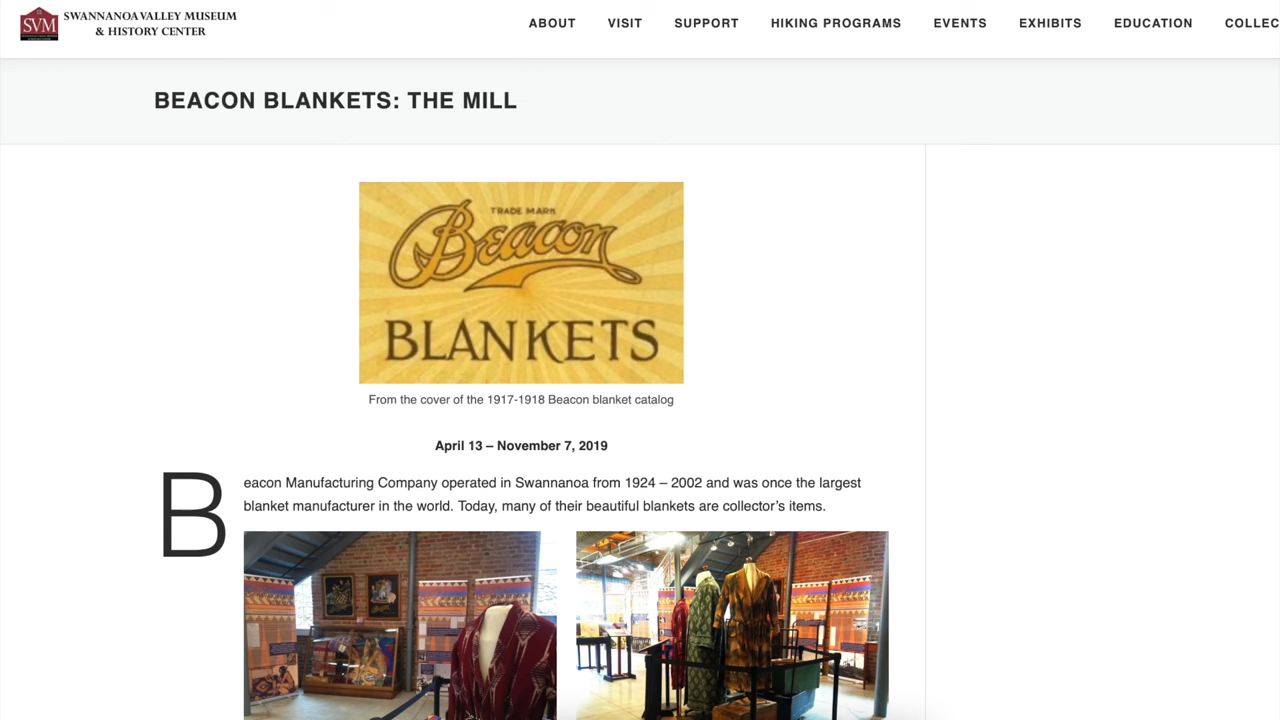 SVM
SWANNANOA VALLEY MUSEUM
& HISTORY CENTER
ABOUT
VISIT
SUPPORT
HIKING PROGRAMS
EVENTS
EXHIBITS
EDUCATION
COLLEC
BEACON BLANKETS: THE MILL
TRADE MARK
Beacon
BLANKETS
From the cover of the 1917-1918 Beacon blanket catalog
April 13 – November 7, 2019
Beacon Manufacturing Company operated in Swannanoa from 1924 – 2002 and was once the largest
blanket manufacturer in the world. Today, many of their beautiful blankets are collector’s items.